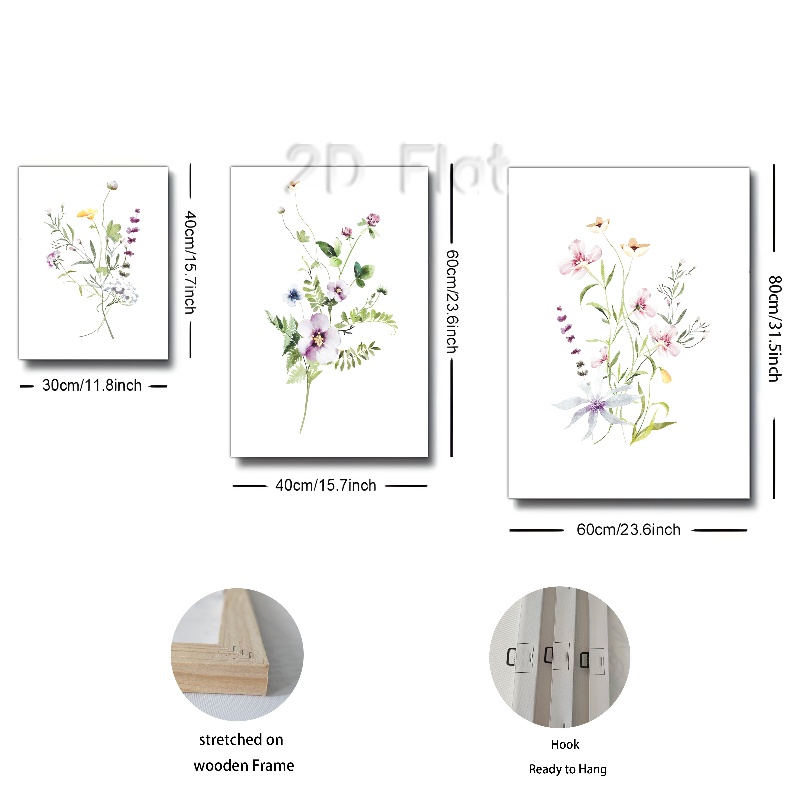 2D Flat
40cm/15.7inch
60cm/23.6inch
80cm/31.5inch
30cm/11.8inch
40cm/15.7inch
60cm/23.6inch
stretched on
wooden Frame
Hook
Ready to Hang